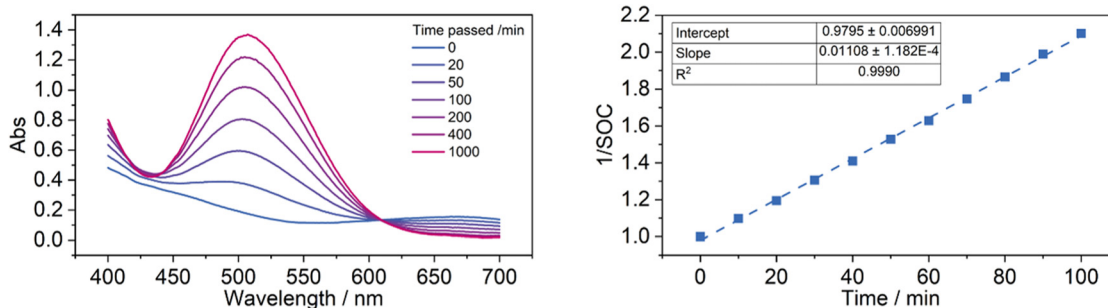 1.4
1.2
1.0
0.8
0.6
0.4
0.2
0.0
Abs
400 450 500 550 600 650 700
Wavelength / nm
Time passed /min
0
20
50
100
200
400
1000
2.2
2.0
1.8
1.6
1.4
1.2
1.0
1/SOC
Intercept 0.9795 ± 0.006991
Slope 0.01108 ± 1.182E-4
R² 0.9990
0 20 40 60 80 100
Time / min